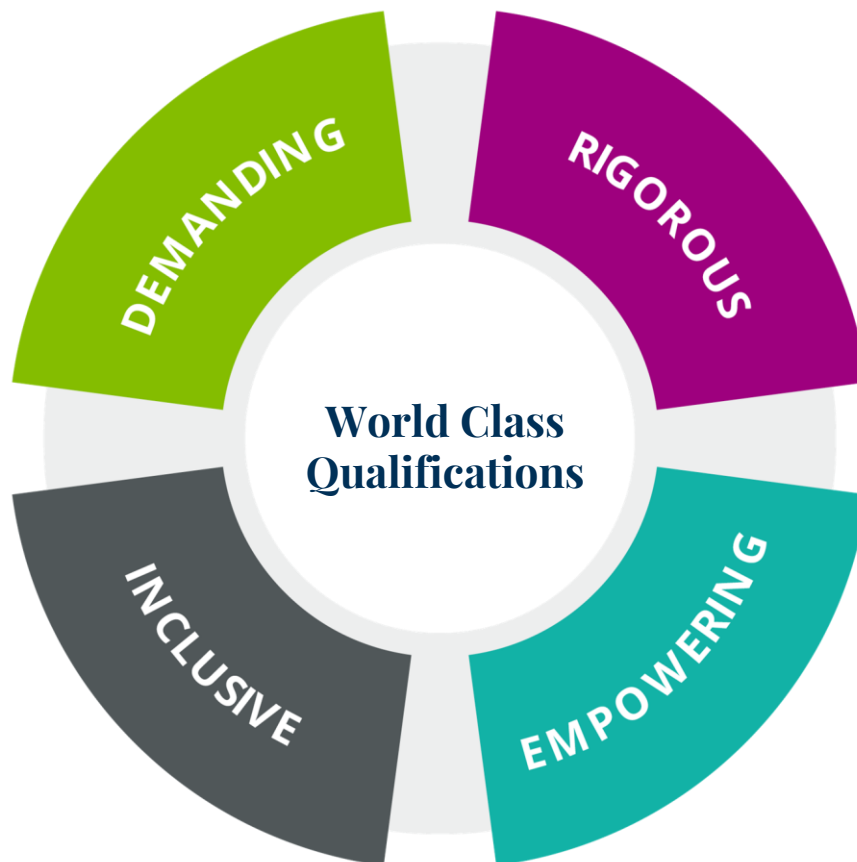 DEMANDING
RIGOROUS
World Class
Qualifications
INCLUSIVE
EMPOWERING